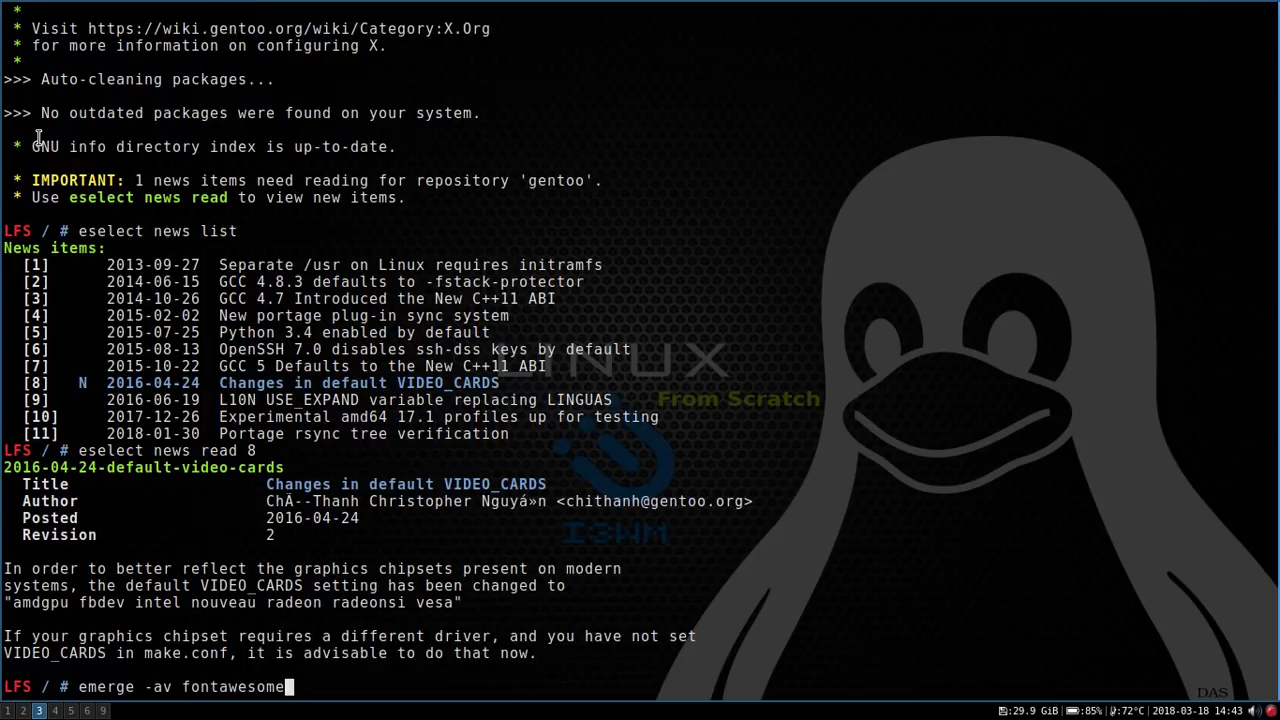 *
* Visit https://wiki.gentoo.org/wiki/Category:X.Org
* for more information on configuring X.
*
>>> Auto-cleaning packages...
>>> No outdated packages were found on your system.
* GNU info directory index is up-to-date.
* IMPORTANT: 1 news items need reading for repository 'gentoo'.
* Use eselect news read to view new items.
LFS / # eselect news list
News items:
[1] 2013-09-27 Separate /usr on Linux requires initramfs
[2] 2014-06-15 GCC 4.8.3 defaults to -fstack-protector
[3] 2014-10-26 GCC 4.7 Introduced the New C++11 ABI
[4] 2015-02-02 New portage plug-in sync system
[5] 2015-07-25 Python 3.4 enabled by default
[6] 2015-08-13 OpenSSH 7.0 disables ssh-dss keys by default
[7] 2015-10-22 GCC 5 Defaults to the New C++11 ABI
LINUX
[8] N 2016-04-24 Changes in default VIDEO_CARDS
[9] 2016-06-19 L10N USE_EXPAND variable replacing LINGUAS
From Scratch
[10] 2017-12-26 Experimental amd64 17.1 profiles up for testing
[11] 2018-01-30 Portage rsync tree verification
LFS / # eselect news read 8
2016-04-24-default-video-cards
Title Changes in default VIDEO_CARDS
Author ChÃ--Thanh Christopher Nguyá»n <chithanh@gentoo.org>
Posted 2016-04-24
Revision 2
I3WM
In order to better reflect the graphics chipsets present on modern
systems, the default VIDEO_CARDS setting has been changed to
"amdgpu fbdev intel nouveau radeon radeonsi vesa"
If your graphics chipset requires a different driver, and you have not set
VIDEO_CARDS in make.conf, it is advisable to do that now.
LFS / # emerge -av fontawesome
DAS
1 2 3 4 5 6 9 :29.9 GiB :85% :72°C 2018-03-18 14:43